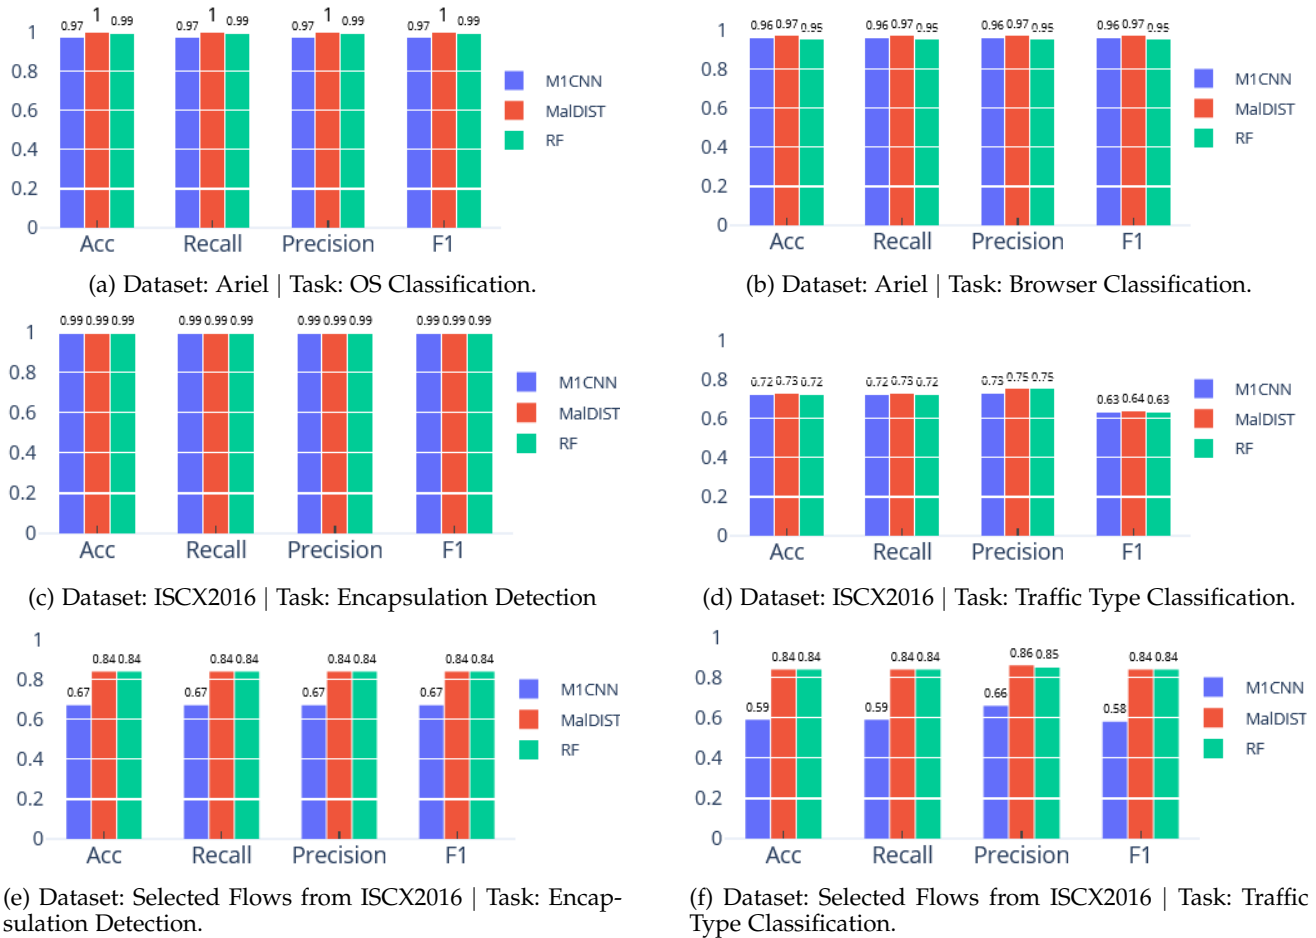 0.97 1 0.99 0.97 1 0.99 0.97 1 0.99 0.97 1 0.99
1
0.8
0.6
0.4
0.2
0
Acc Recall Precision F1
M1CNN
MalDIST
RF
(a) Dataset: Ariel | Task: OS Classification.
0.96 0.97 0.95 0.96 0.97 0.95 0.96 0.97 0.95 0.96 0.97 0.95
1
0.8
0.6
0.4
0.2
0
Acc Recall Precision F1
M1CNN
MalDIST
RF
(b) Dataset: Ariel | Task: Browser Classification.
0.99 0.99 0.99 0.99 0.99 0.99 0.99 0.99 0.99 0.99 0.99 0.99
1
0.8
0.6
0.4
0.2
0
Acc Recall Precision F1
M1CNN
MalDIST
RF
(c) Dataset: ISCX2016 | Task: Encapsulation Detection
1
0.8
0.6
0.4
0.2
0
0.72 0.73 0.72 0.72 0.73 0.72 0.73 0.75 0.75 0.63 0.64 0.63
Acc Recall Precision F1
M1CNN
MalDIST
RF
(d) Dataset: ISCX2016 | Task: Traffic Type Classification.
1
0.8
0.6
0.4
0.2
0
0.67 0.84 0.84 0.67 0.84 0.84 0.67 0.84 0.84 0.67 0.84 0.84
Acc Recall Precision F1
M1CNN
MalDIST
RF
(e) Dataset: Selected Flows from ISCX2016 | Task: Encap-
sulation Detection.
1
0.8
0.6
0.4
0.2
0
0.59 0.84 0.84 0.59 0.84 0.84 0.66 0.86 0.85 0.58 0.84 0.84
Acc Recall Precision F1
M1CNN
MalDIST
RF
(f) Dataset: Selected Flows from ISCX2016 | Task: Traffic
Type Classification.